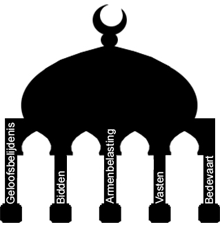 Geloofsbelijdenis
Bidden
Armenbelasting
Vasten
Bedevaart